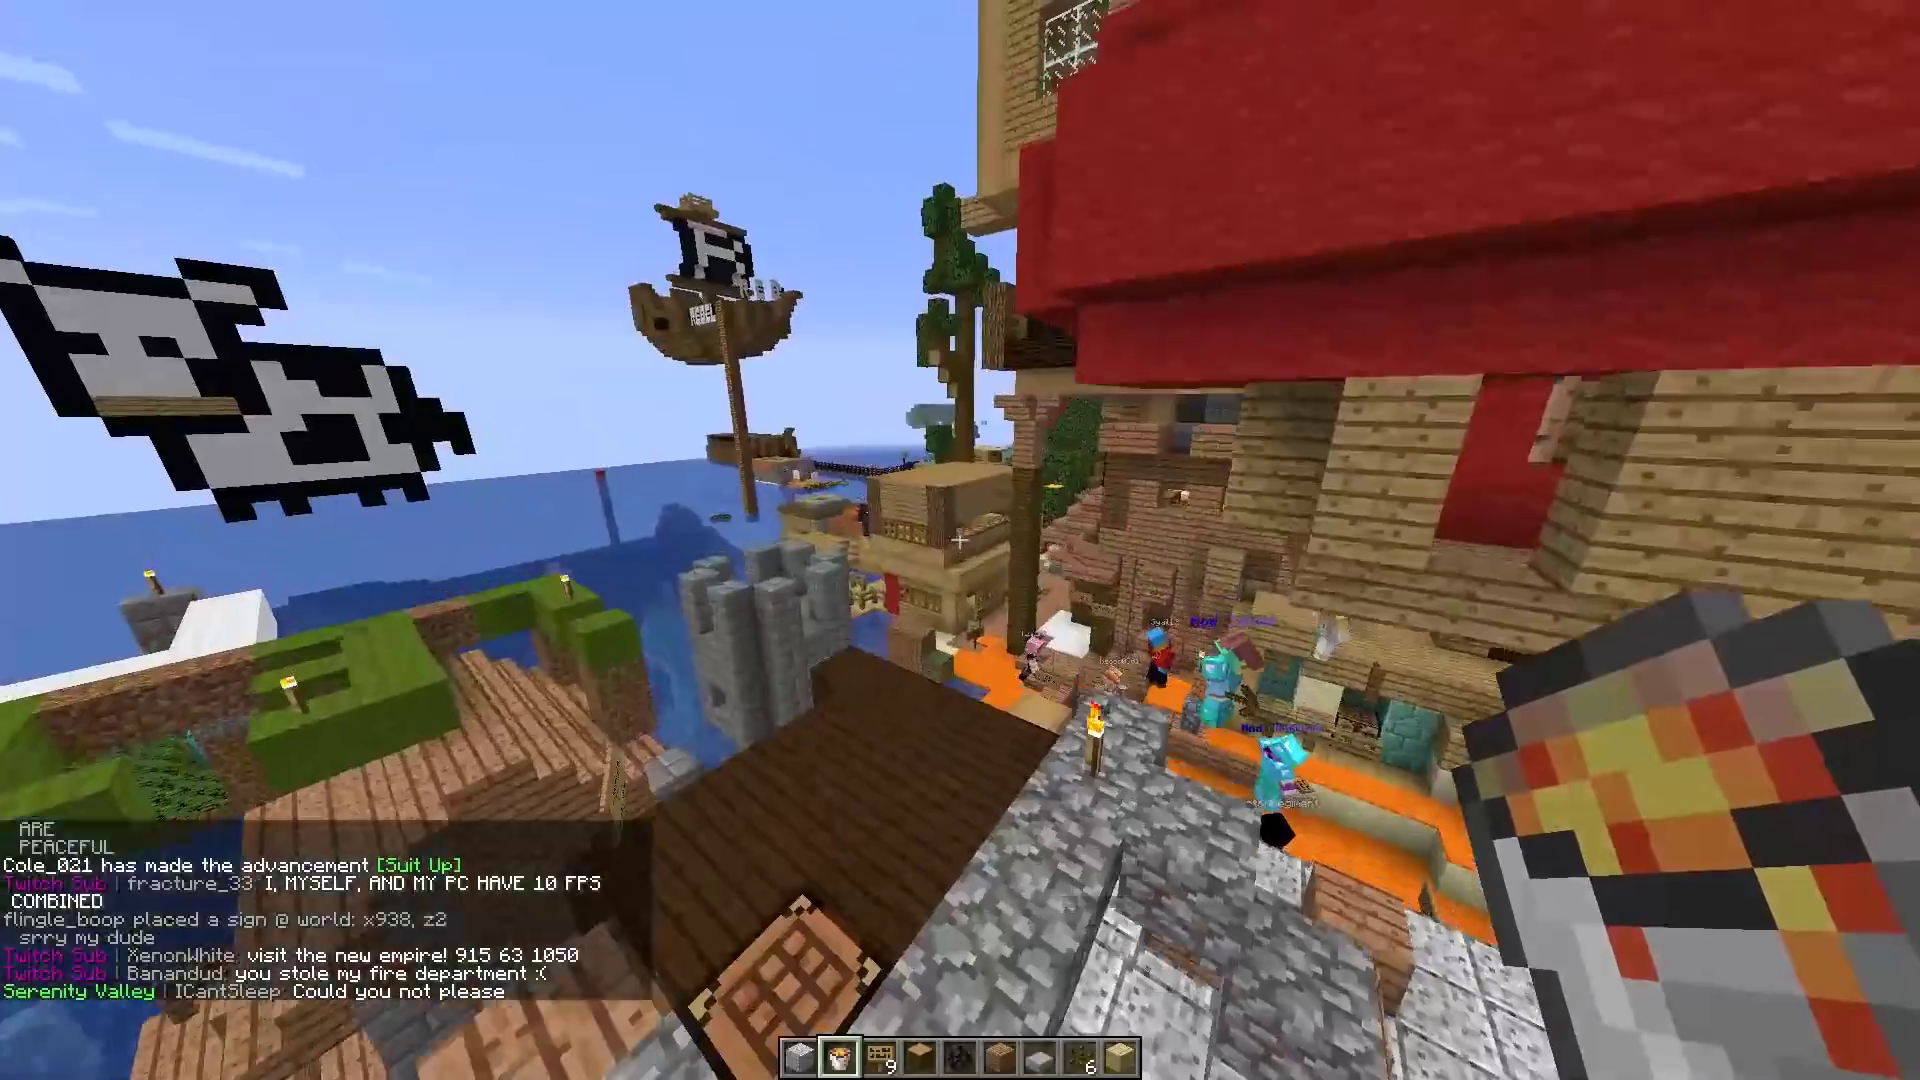 REBEL
R.I.P
Mod
ARE
PEACEFUL
Cole_021 has made the advancement [Suit Up]
Twitch Sub | fracture_33: I, MYSELF, AND MY PC HAVE 10 FPS
COMBINED
flingle_boop placed a sign @ world: x938, z2
srry my dude
Twitch Sub | XenonWhite: visit the new empire! 915 63 1050
Twitch Sub | Banandud: you stole my fire department :(
Serenity Valley | ICantSleep: Could you not please
9
6